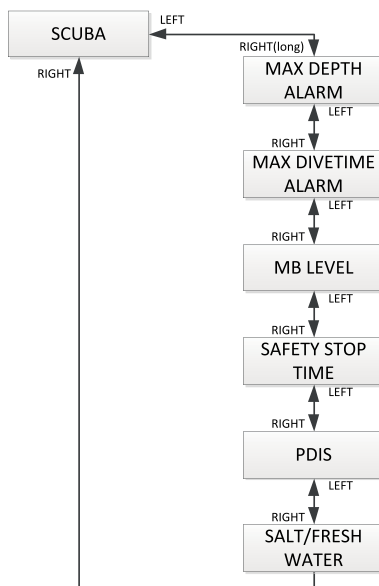 LEFT
SCUBA
RIGHT(long)
RIGHT
MAX DEPTH
ALARM
LEFT
RIGHT
MAX DIVETIME
ALARM
LEFT
RIGHT
MB LEVEL
LEFT
RIGHT
SAFETY STOP
TIME
LEFT
RIGHT
PDIS
LEFT
RIGHT
SALT/FRESH
WATER